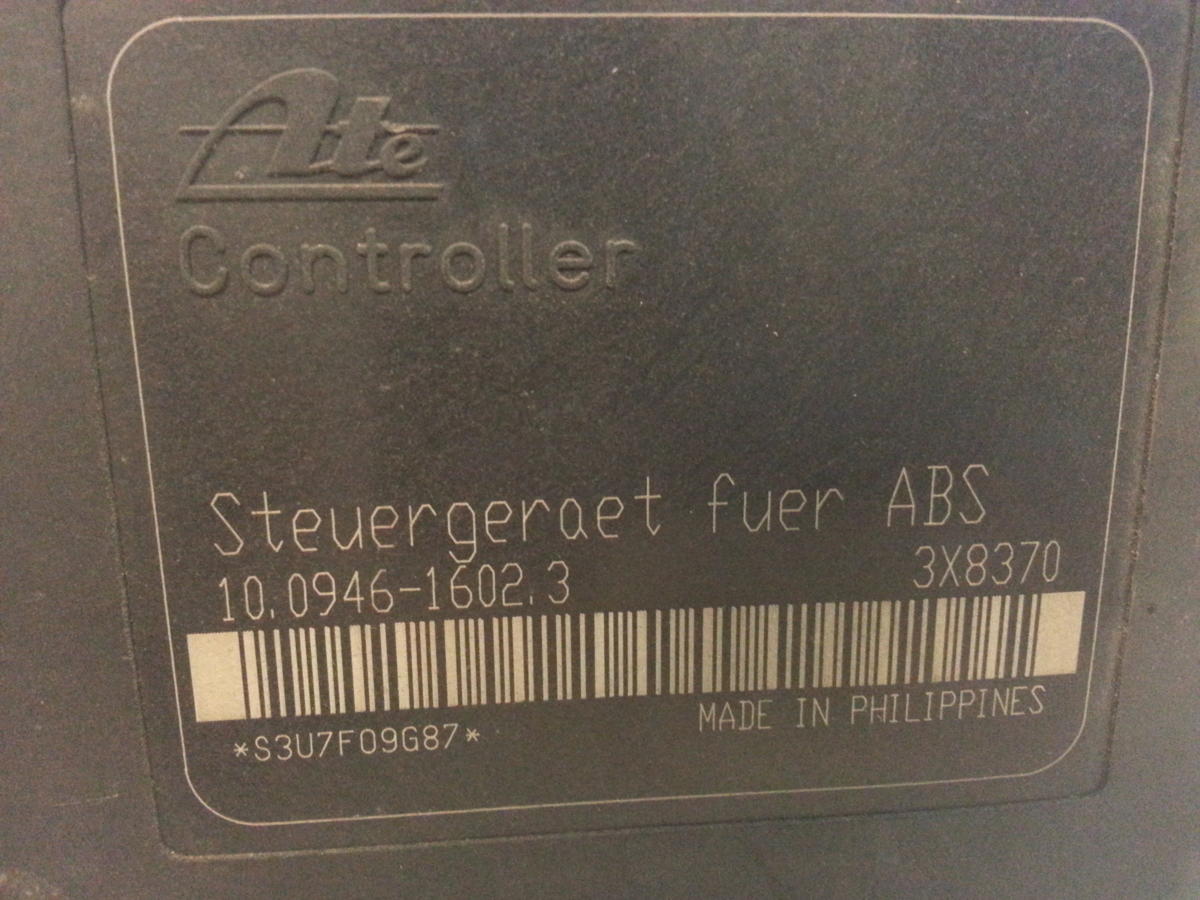 Ate
Controller
Steuergeraet fuer ABS
10.0946-1602.3 3X8370
MADE IN PHILIPPINES
*S3U7F09G87*